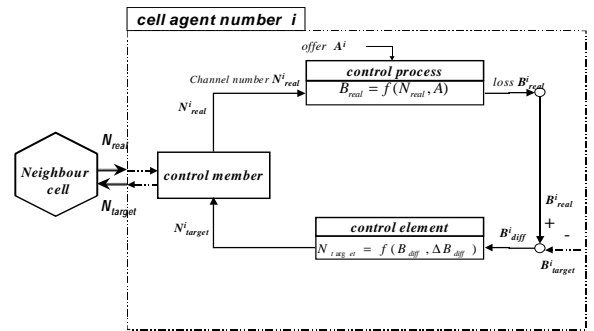 cell agent number i
offer A^i
control process
B_real = f(N_real, A)
Channel number N^i_real
loss B^i_real
N^i_real
N_real
Neighbour cell
control member
N_target
N^i_target
control element
N_target = f(B_diff, ΔB_diff)
B^i_real
+
-
B^i_diff
B^i_target